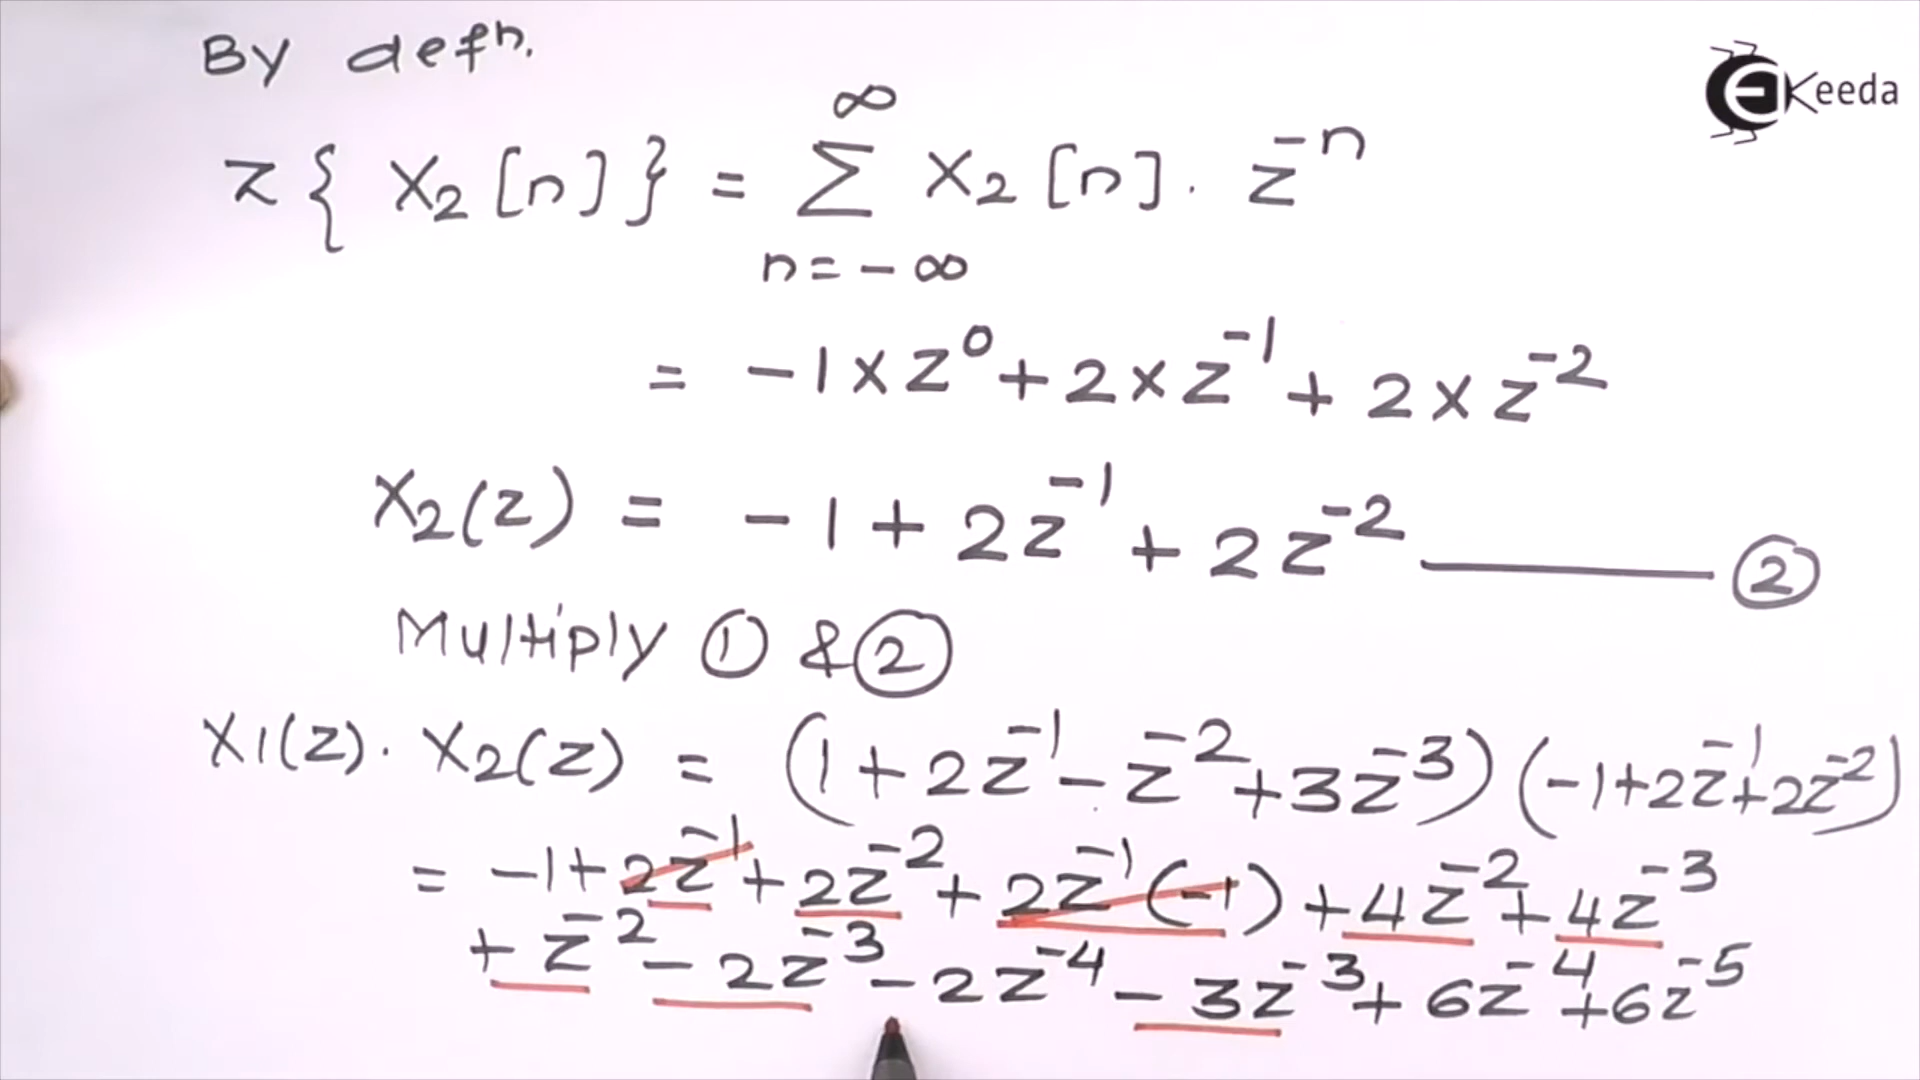 By defn.
EKeeda
z{ x₂[n]} = ∞ Σ n=-∞ x₂[n]. z⁻ⁿ
= -1×z⁰+2×z⁻¹+2×z⁻²
X₂(z) = -1+2z⁻¹+2z⁻² ——— ②
Multiply ① & ②
X1(z). X₂(z) = (1+2z⁻¹-z⁻²+3z⁻³)(-1+2z⁻¹+2z⁻²)
= -1+2z⁻¹+2z⁻²+2z⁻¹(-1)+4z⁻²+4z⁻³
+z⁻²-2z⁻³-2z⁻⁴-3z⁻³+6z⁻⁴+6z⁻⁵